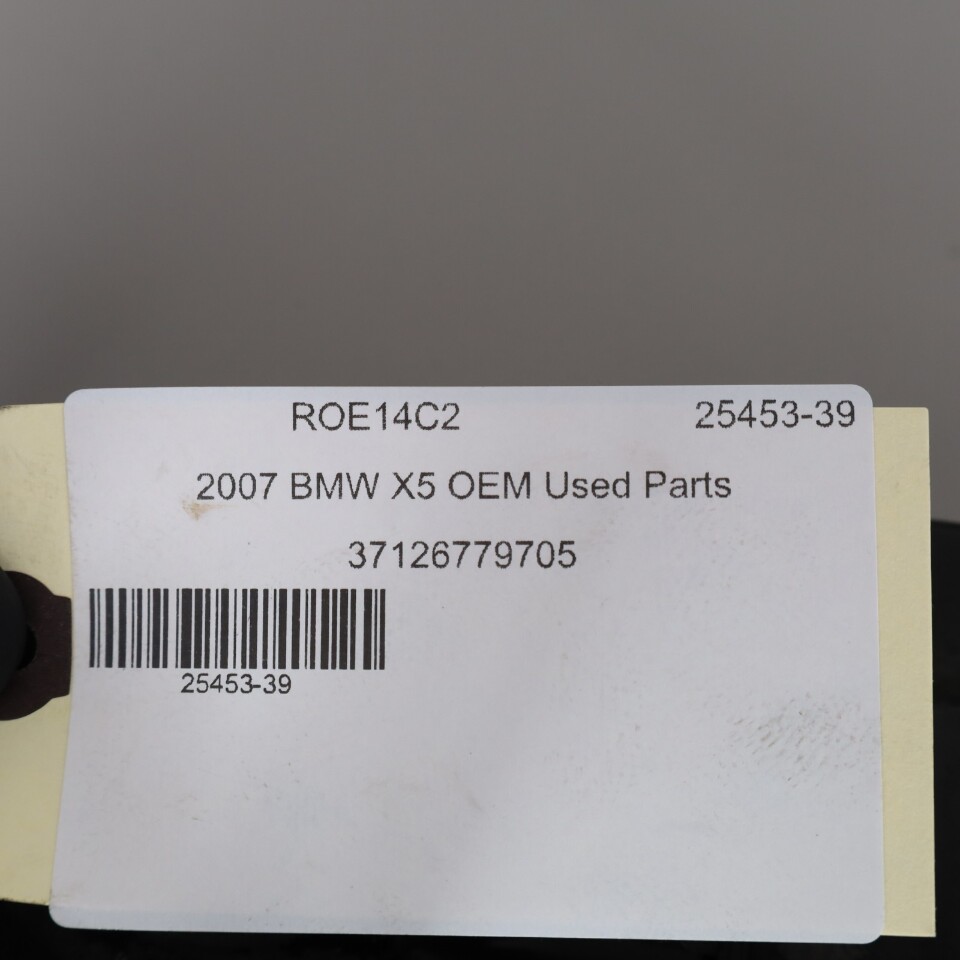 ROE14C2 25453-39
2007 BMW X5 OEM Used Parts
37126779705
25453-39